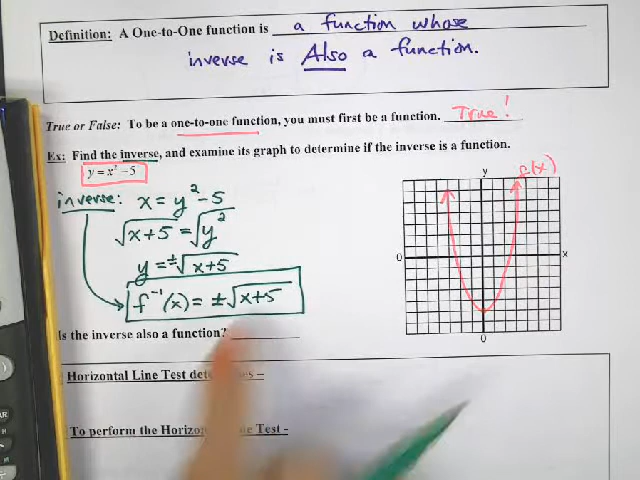 Definition: A One-to-One function is a function whose
inverse is Also a function.
True or False: To be a one-to-one function, you must first be a function. True!
Ex: Find the inverse, and examine its graph to determine if the inverse is a function.
y = x² - 5
inverse: x = y² - 5
√x+5 = √y²
y = ±√x+5
f⁻¹(x) = ±√x+5
y
(x)
x
0
0
Is the inverse also a function?
Horizontal Line Test
To perform the Test -